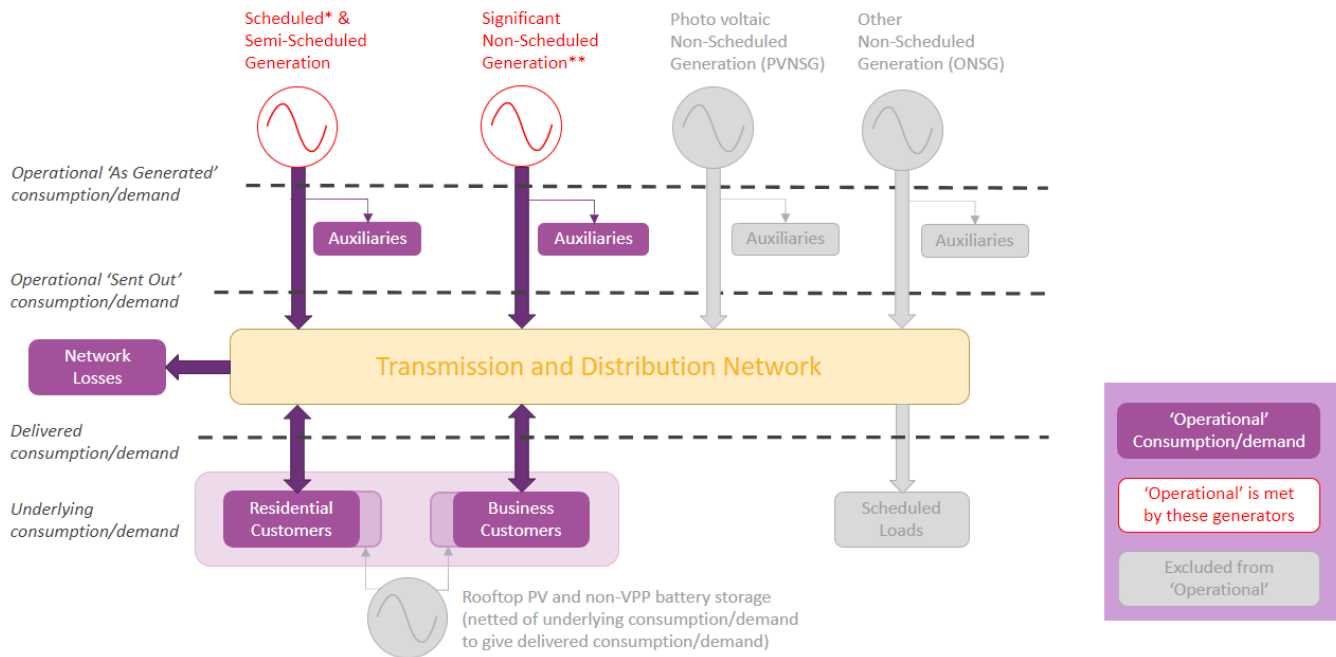 Scheduled* &
Semi-Scheduled
Generation
Significant
Non-Scheduled
Generation**
Photo voltaic
Non-Scheduled
Generation (PVNSG)
Other
Non-Scheduled
Generation (ONSG)
Operational ‘As Generated’
consumption/demand
Auxiliaries
Auxiliaries
Auxiliaries
Auxiliaries
Operational ‘Sent Out’
consumption/demand
Network
Losses
Transmission and Distribution Network
Delivered
consumption/demand
Underlying
consumption/demand
Residential
Customers
Business
Customers
Scheduled
Loads
Rooftop PV and non-VPP battery storage
(netted of underlying consumption/demand
to give delivered consumption/demand)
‘Operational’
Consumption/demand
‘Operational’ is met
by these generators
Excluded from
‘Operational’